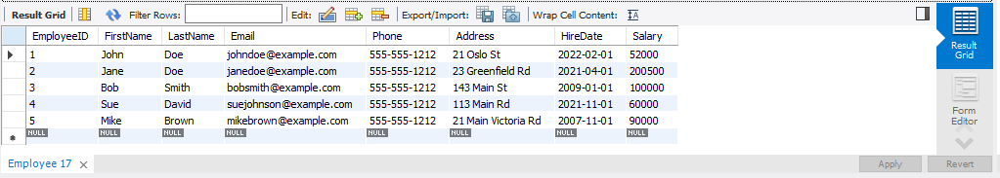 Result Grid Filter Rows: Edit: Export/Import: Wrap Cell Content: IA
EmployeeID FirstName LastName Email Phone Address HireDate Salary
1 John Doe johndoe@example.com 555-555-1212 21 Oslo St 2022-02-01 52000
2 Jane Doe janedoe@example.com 555-555-1212 23 Greenfield Rd 2021-04-01 200500
3 Bob Smith bobsmith@example.com 555-555-1212 143 Main St 2009-01-01 100000
4 Sue David suejohnson@example.com 555-555-1212 113 Main Rd 2021-11-01 60000
5 Mike Brown mikebrown@example.com 555-555-1212 21 Main Victoria Rd 2007-11-01 90000
NULL NULL NULL NULL NULL NULL NULL NULL
Result
Grid
Form
Editor
Employee 17 Apply Revert